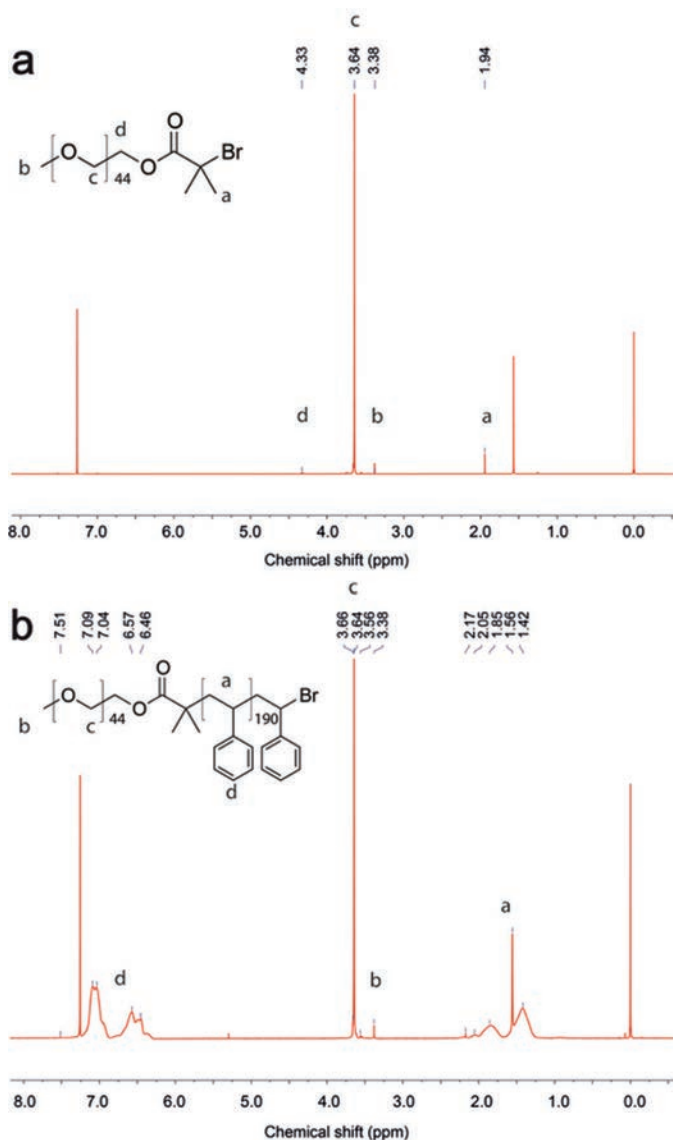 c
a
4.33
3.64
3.38
1.94
d
O
Br
b
O
O
c
44
a
d
b
a
8.0 7.0 6.0 5.0 4.0 3.0 2.0 1.0 0.0
Chemical shift (ppm)
c
b
7.51
7.09
7.04
6.57
6.46
3.66
3.64
3.56
3.38
2.17
2.05
1.85
1.56
1.42
O
a
Br
b
O
O
c
44
190
d
a
d
b
8.0 7.0 6.0 5.0 4.0 3.0 2.0 1.0 0.0
Chemical shift (ppm)